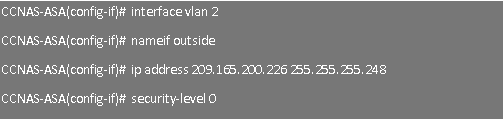 CCNAS-ASA(config-if)# interface vlan 2
CCNAS-ASA(config-if)# nameif outside
CCNAS-ASA(config-if)# ip address 209.165.200.226 255.255.255.248
CCNAS-ASA(config-if)# security-level 0